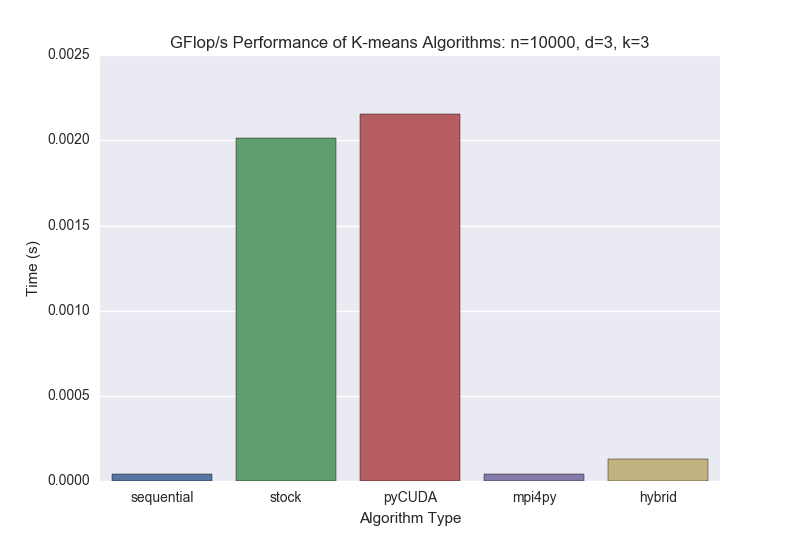 GFlop/s Performance of K-means Algorithms: n=10000, d=3, k=3
0.0025
0.0020
0.0015
0.0010
0.0005
0.0000
Time (s)
sequential stock pyCUDA mpi4py hybrid
Algorithm Type